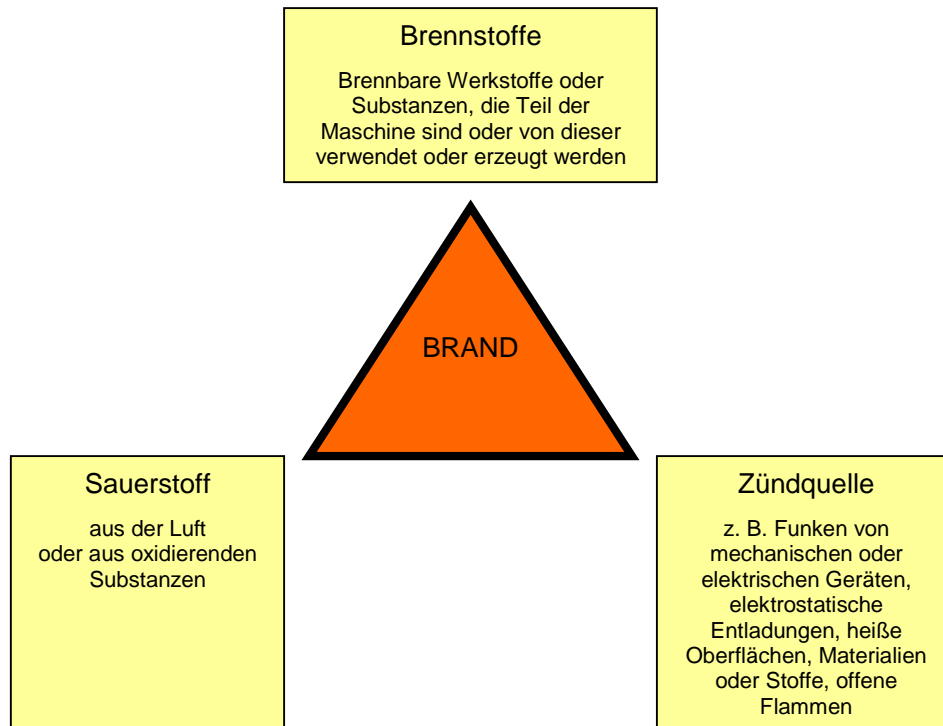 Brennstoffe
Brennbare Werkstoffe oder
Substanzen, die Teil der
Maschine sind oder von dieser
verwendet oder erzeugt werden
BRAND
Sauerstoff
aus der Luft
oder aus oxidierenden
Substanzen
Zündquelle
z. B. Funken von
mechanischen oder
elektrischen Geräten,
elektrostatische
Entladungen, heiße
Oberflächen, Materialien
oder Stoffe, offene
Flammen